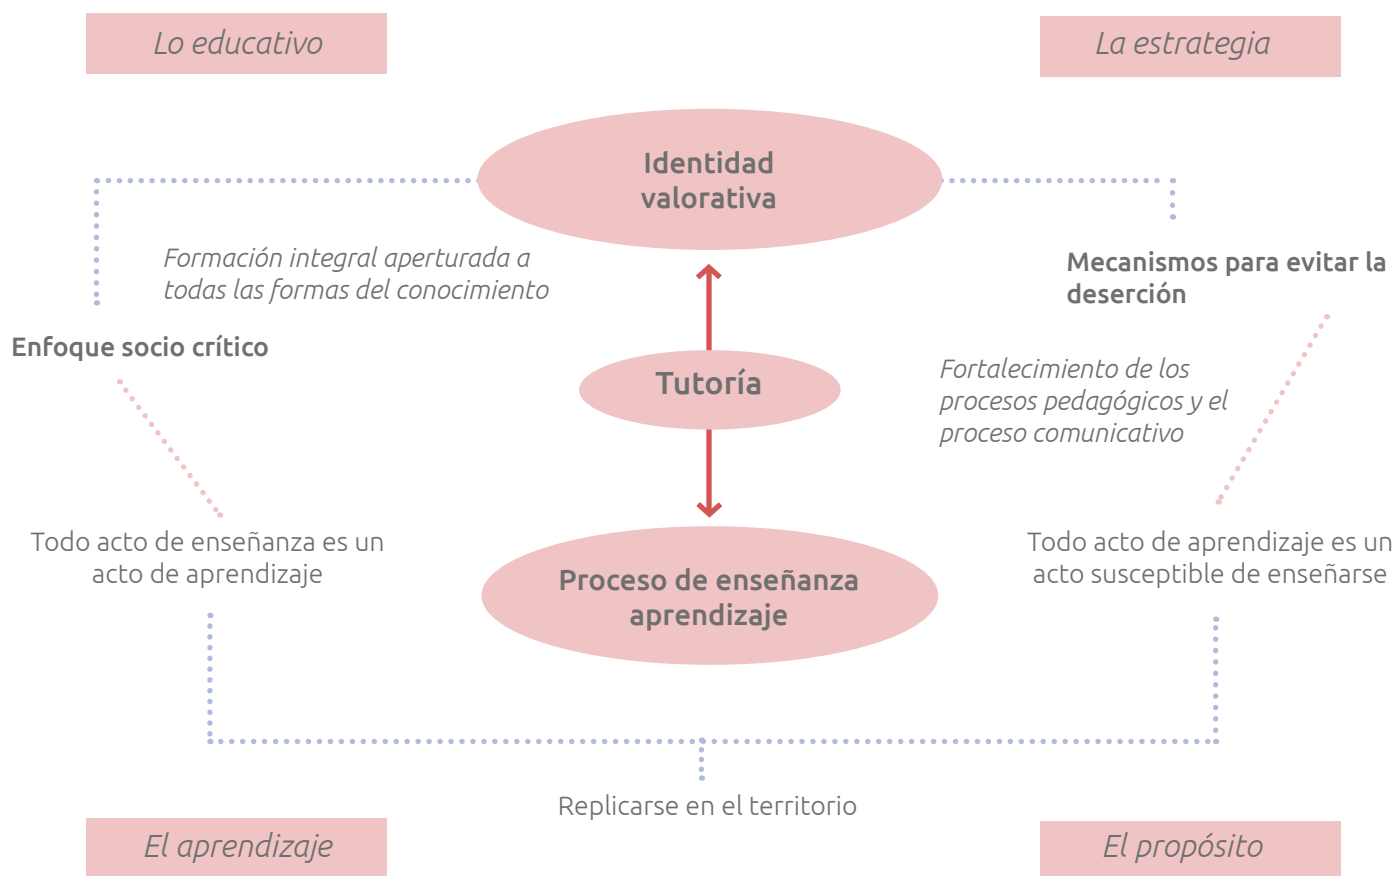 Lo educativo
La estrategia
Identidad
valorativa
Formación integral aperturada a
todas las formas del conocimiento
Mecanismos para evitar la
deserción
Enfoque socio crítico
Tutoría
Fortalecimiento de los
procesos pedagógicos y el
proceso comunicativo
Todo acto de enseñanza es un
acto de aprendizaje
Proceso de enseñanza
aprendizaje
Todo acto de aprendizaje es un
acto susceptible de enseñarse
Replicarse en el territorio
El aprendizaje
El propósito